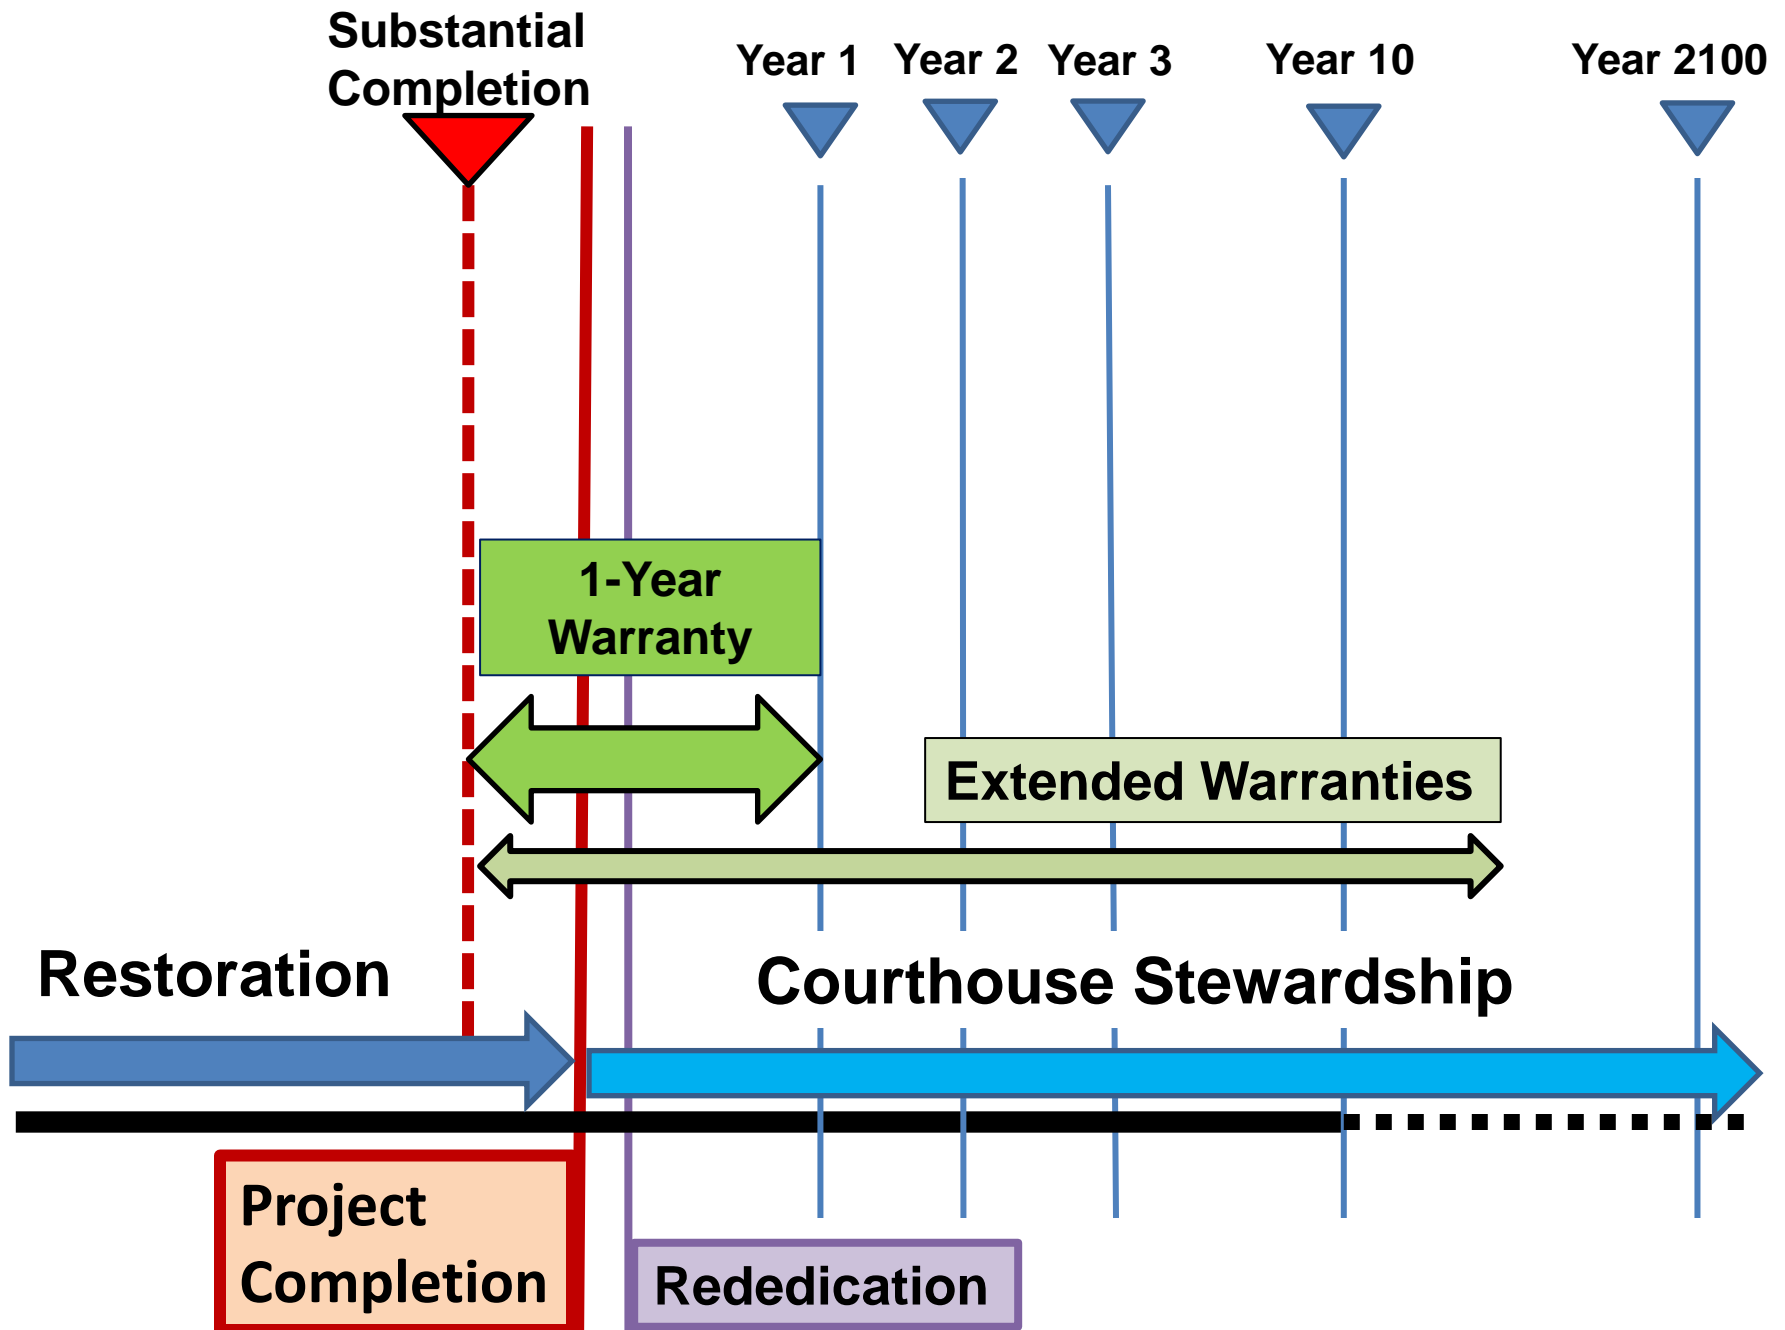 Substantial
Completion
Year 1
Year 2
Year 3
Year 10
Year 2100
1-Year
Warranty
Extended Warranties
Restoration
Courthouse Stewardship
Project
Completion
Rededication